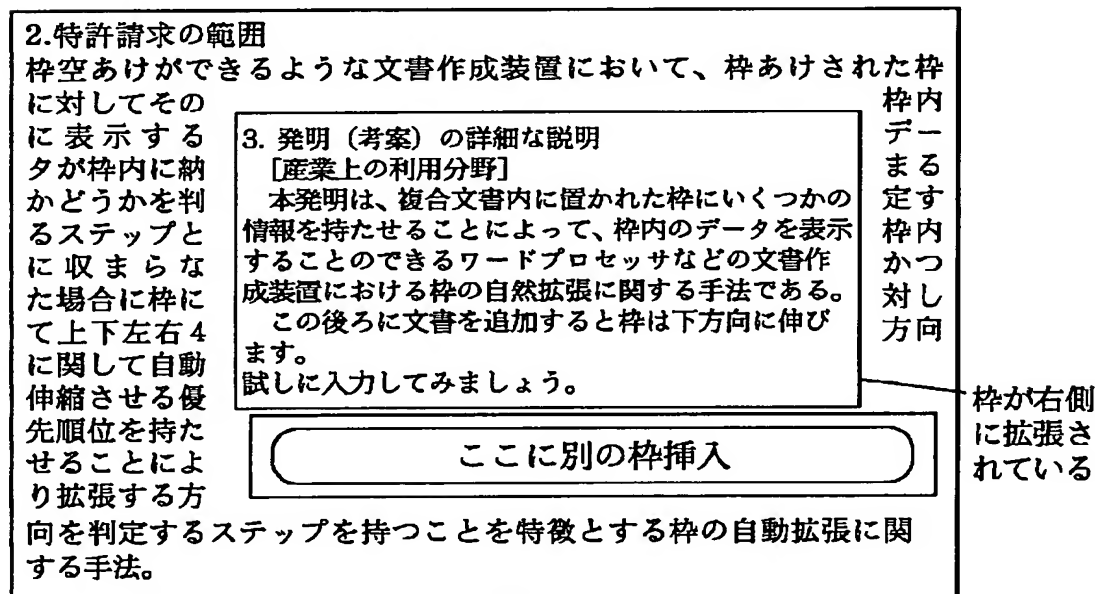 2.特許請求の範囲
枠空あけができるような文書作成装置において、枠あけされた枠
に対してその 枠内
に表示する デー
タが枠内に納 まる
かどうかを判 定す
るステップと 枠内
に収まらな かつ
た場合に枠に 対し
て上下左右4 方向
に関して自動
伸縮させる優
先順位を持た
せることによ
り拡張する方
向を判定するステップを持つことを特徴とする枠の自動拡張に関
する手法。
3. 発明（考案）の詳細な説明
[産業上の利用分野]
本発明は、複合文書内に置かれた枠にいくつかの
情報を持たせることによって、枠内のデータを表示
することのできるワードプロセッサなどの文書作
成装置における枠の自然拡張に関する手法である。
この後ろに文書を追加すると枠は下方向に伸び
ます。
試しに入力してみましょう。
ここに別の枠挿入
枠が右側
に拡張さ
れている